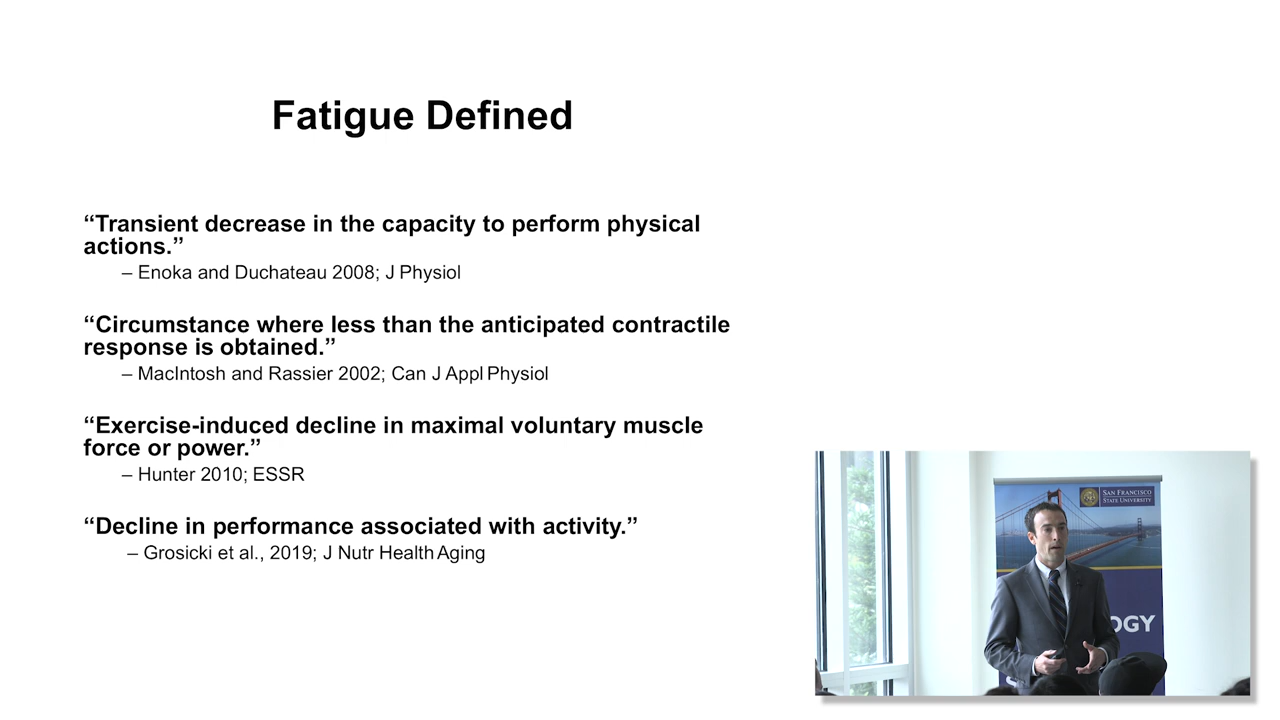 Fatigue Defined
“Transient decrease in the capacity to perform physical
actions.”
– Enoka and Duchateau 2008; J Physiol
“Circumstance where less than the anticipated contractile
response is obtained.”
– MacIntosh and Rassier 2002; Can J Appl Physiol
“Exercise-induced decline in maximal voluntary muscle
force or power.”
– Hunter 2010; ESSR
“Decline in performance associated with activity.”
– Grosicki et al., 2019; J Nutr Health Aging
SAN FRANCISCO
STATE UNIVERSITY
OGY